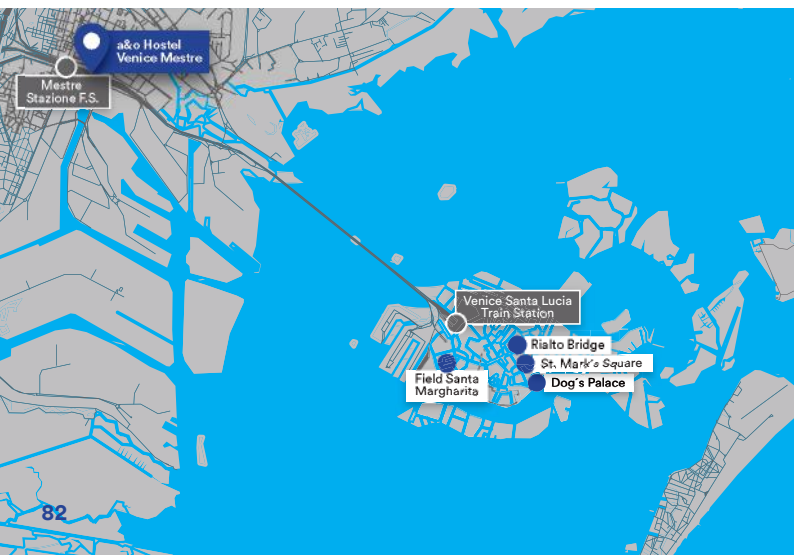 a&o Hostel
Venice Mestre
Mestre
Stazione F.S.
Venice Santa Lucia
Train Station
Rialto Bridge
St. Mark's Square
Field Santa
Margharita
Dog´s Palace
82